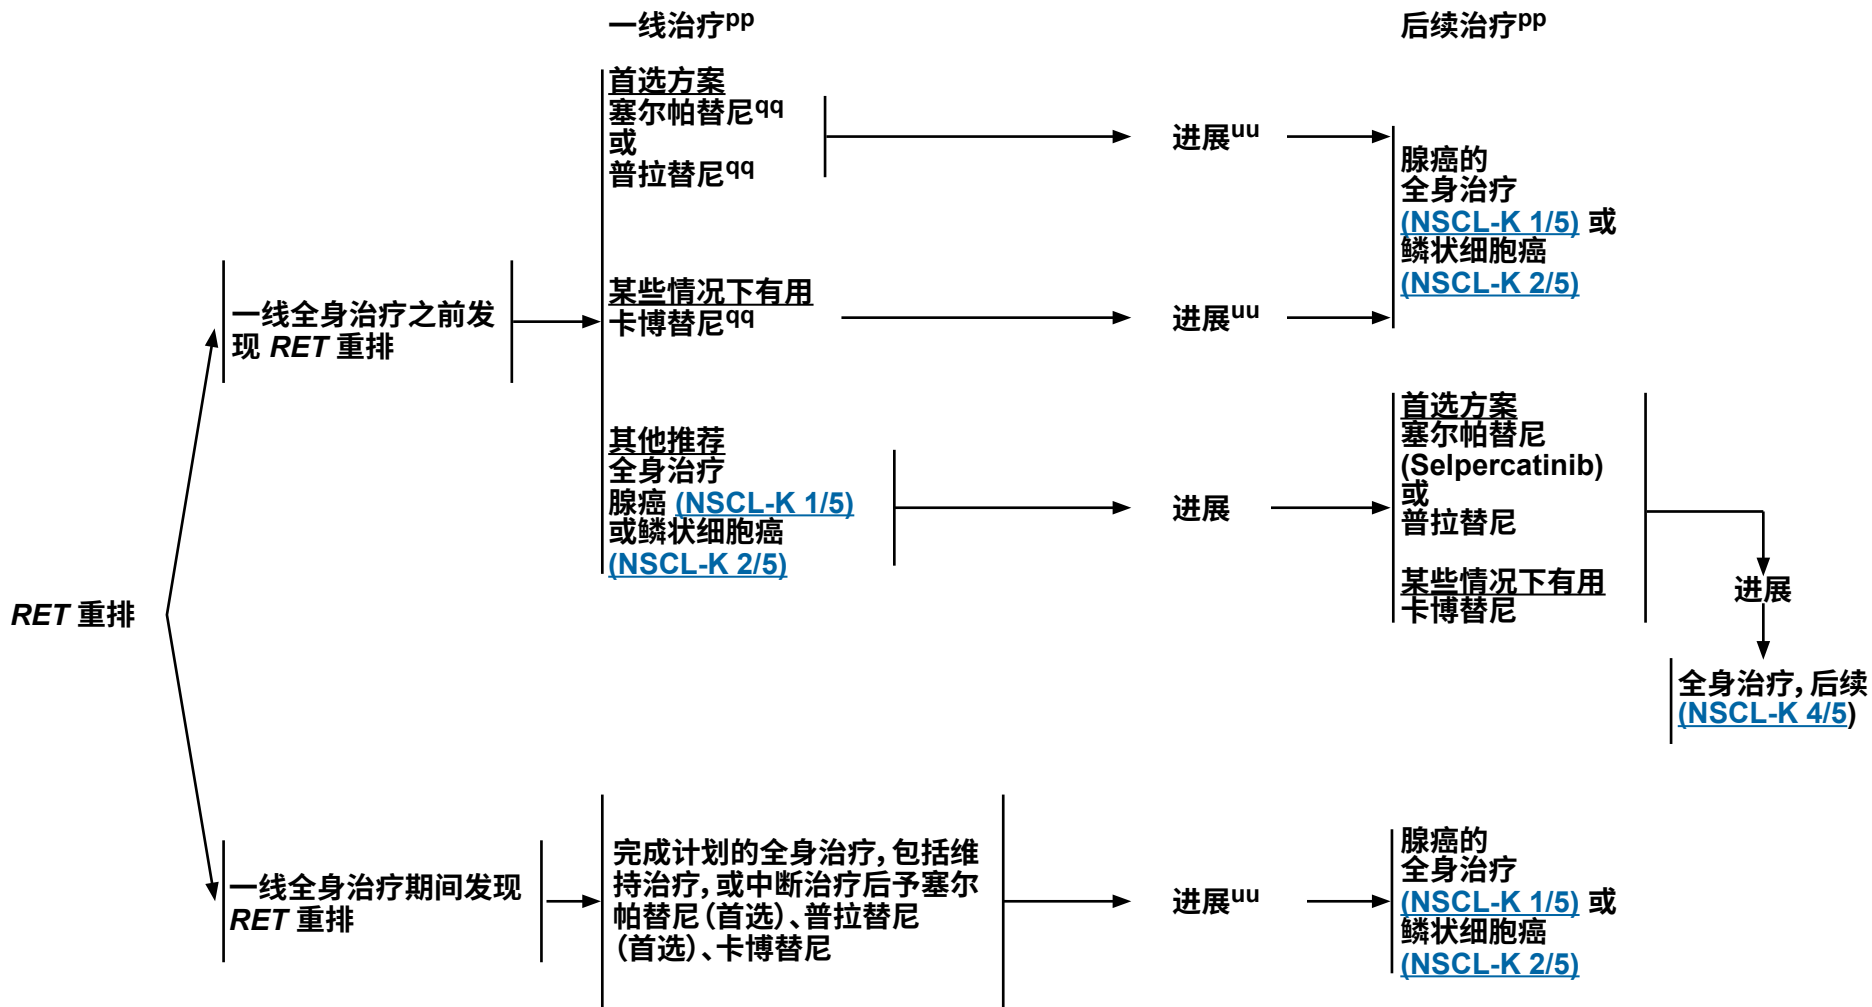 一线治疗pp
后续治疗pp
首选方案
塞尔帕替尼qq
或
普拉替尼qq
进展uu
腺癌的
全身治疗
(NSCL-K 1/5) 或
鳞状细胞癌
(NSCL-K 2/5)
一线全身治疗之前发
现 RET 重排
某些情况下有用
卡博替尼qq
进展uu
其他推荐
全身治疗
腺癌 (NSCL-K 1/5)
或鳞状细胞癌
(NSCL-K 2/5)
进展
首选方案
塞尔帕替尼
(Selpercatinib)
或
普拉替尼
某些情况下有用
卡博替尼
进展
全身治疗，后续
(NSCL-K 4/5)
RET 重排
一线全身治疗期间发现
RET 重排
完成计划的全身治疗，包括维
持治疗，或中断治疗后予塞尔
帕替尼（首选）、普拉替尼
（首选）、卡博替尼
进展uu
腺癌的
全身治疗
(NSCL-K 1/5) 或
鳞状细胞癌
(NSCL-K 2/5)